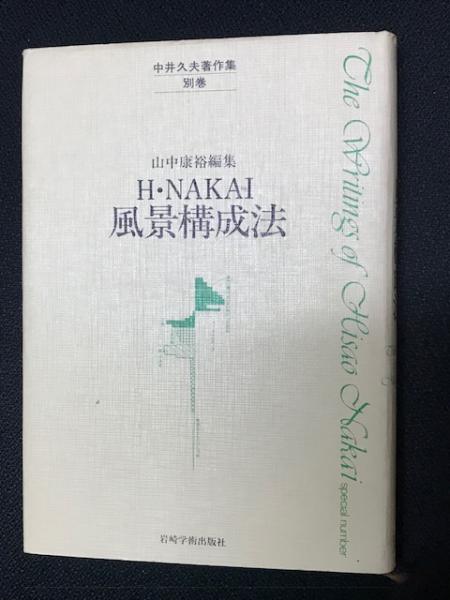 中井久夫著作集
別巻
山中康裕編集
H・NAKAI
風景構成法
岩崎学術出版社
The Writings of Hisao Nakai
special number